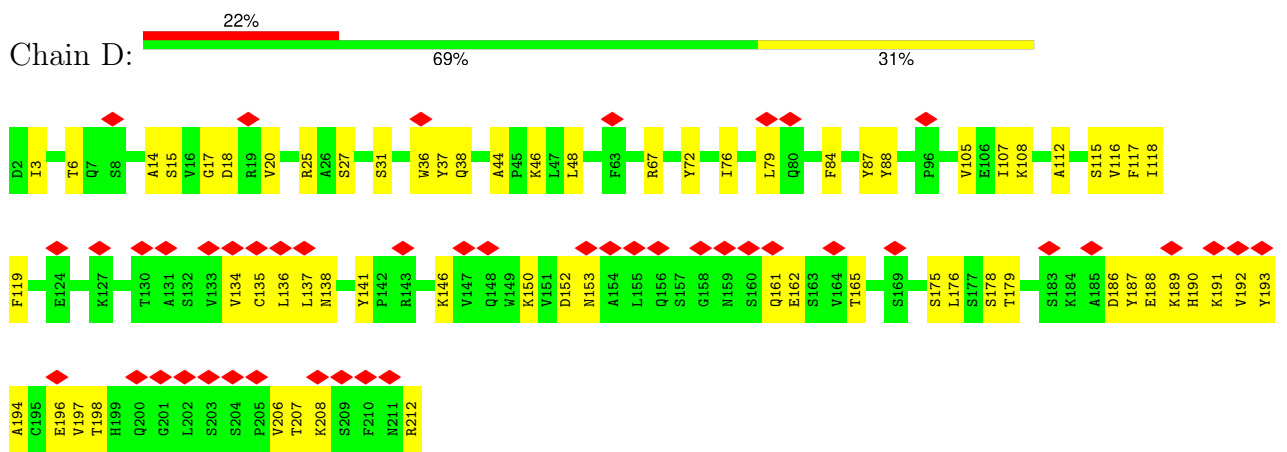 22%
Chain D:
69% 31%
D2 I3 T6 Q7 S8 A14 S15 V16 G17 D18 R19 V20 R25 A26 S27 S31 W36 Y37 Q38 A44 P45 K46 L47 L48 F63 R67 Y72 I76 L79 Q80 F84 Y87 Y88 P96 V105 E106 I107 K108 A112 S115 V116 F117 I118
F119 E124 K127 T130 A131 S132 V133 V134 C135 L136 L137 N138 Y141 P142 R143 K146 V147 Q148 W149 K150 V151 D152 N153 A154 L155 Q156 S157 G158 N159 S160 Q161 E162 S163 V164 T165 S169 S175 L176 S177 S178 T179 S183 K184 A185 D186 Y187 E188 K189 H190 K191 V192 Y193
A194 C195 E196 V197 T198 H199 Q200 G201 L202 S203 S204 P205 V206 T207 K208 S209 F210 N211 R212